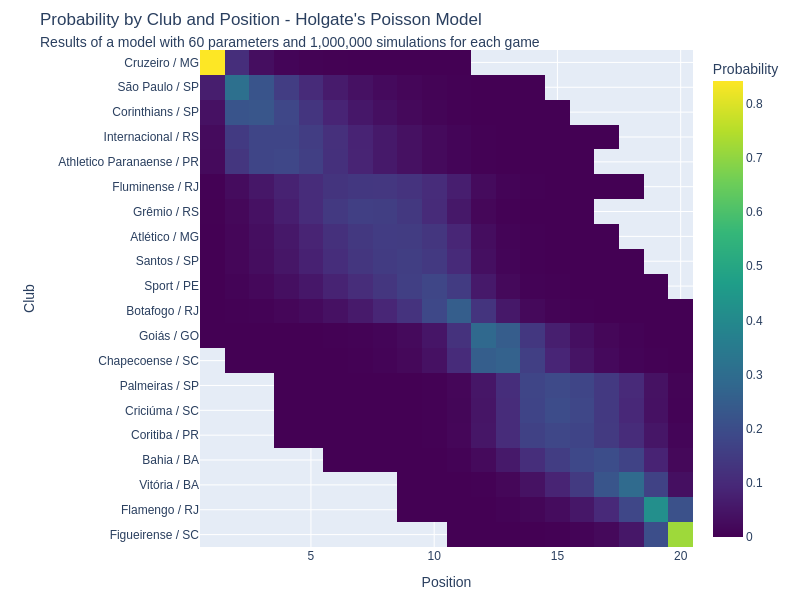 Probability by Club and Position - Holgate's Poisson Model
Results of a model with 60 parameters and 1,000,000 simulations for each game
Probability
Cruzeiro / MG
São Paulo / SP
Corinthians / SP
Internacional / RS
Athletico Paranaense / PR
Fluminense / RJ
Grêmio / RS
Atlético / MG
Santos / SP
Sport / PE
Botafogo / RJ
Goiás / GO
Chapecoense / SC
Palmeiras / SP
Criciúma / SC
Coritiba / PR
Bahia / BA
Vitória / BA
Flamengo / RJ
Figueirense / SC
Club
5 10 15 20
Position
0.8
0.7
0.6
0.5
0.4
0.3
0.2
0.1
0